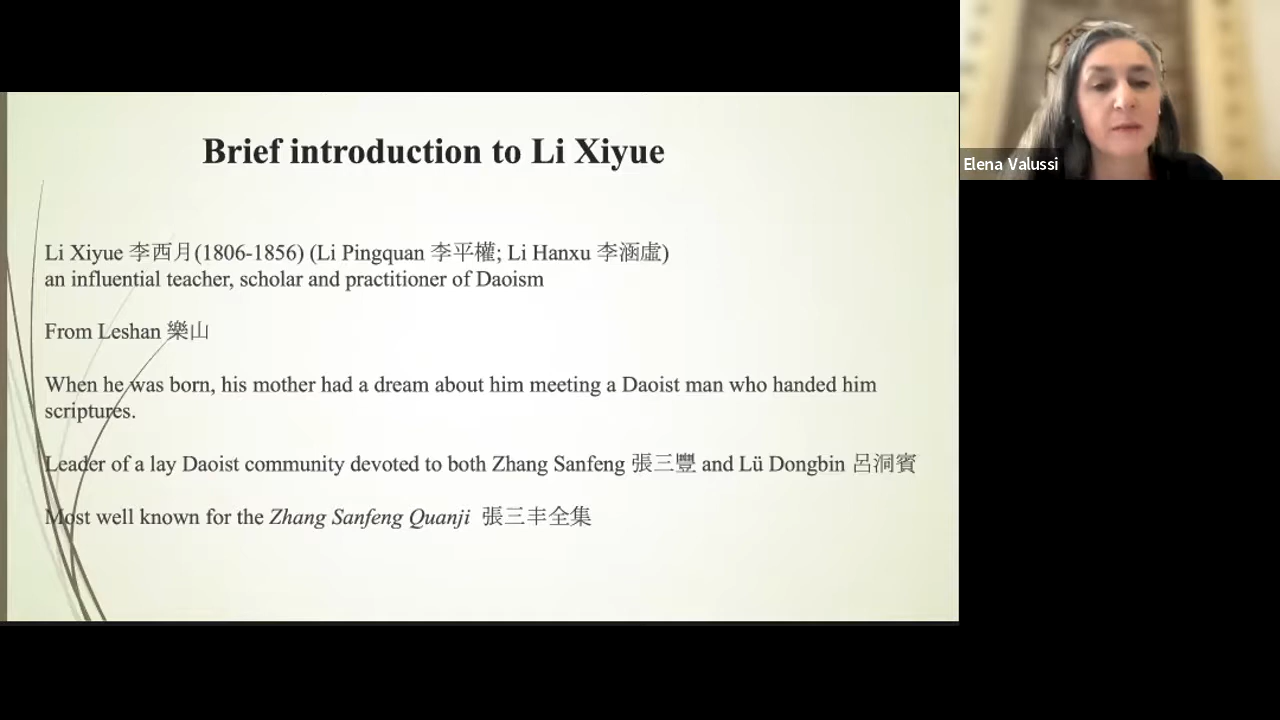 Brief introduction to Li Xiyue
Li Xiyue 李西月(1806-1856) (Li Pingquan 李平權; Li Hanxu 李涵虛)
an influential teacher, scholar and practitioner of Daoism
From Leshan 樂山
When he was born, his mother had a dream about him meeting a Daoist man who handed him
scriptures.
Leader of a lay Daoist community devoted to both Zhang Sanfeng 張三豐 and Lü Dongbin 呂洞賓
Most well known for the Zhang Sanfeng Quanji 張三丰全集
Elena Valussi